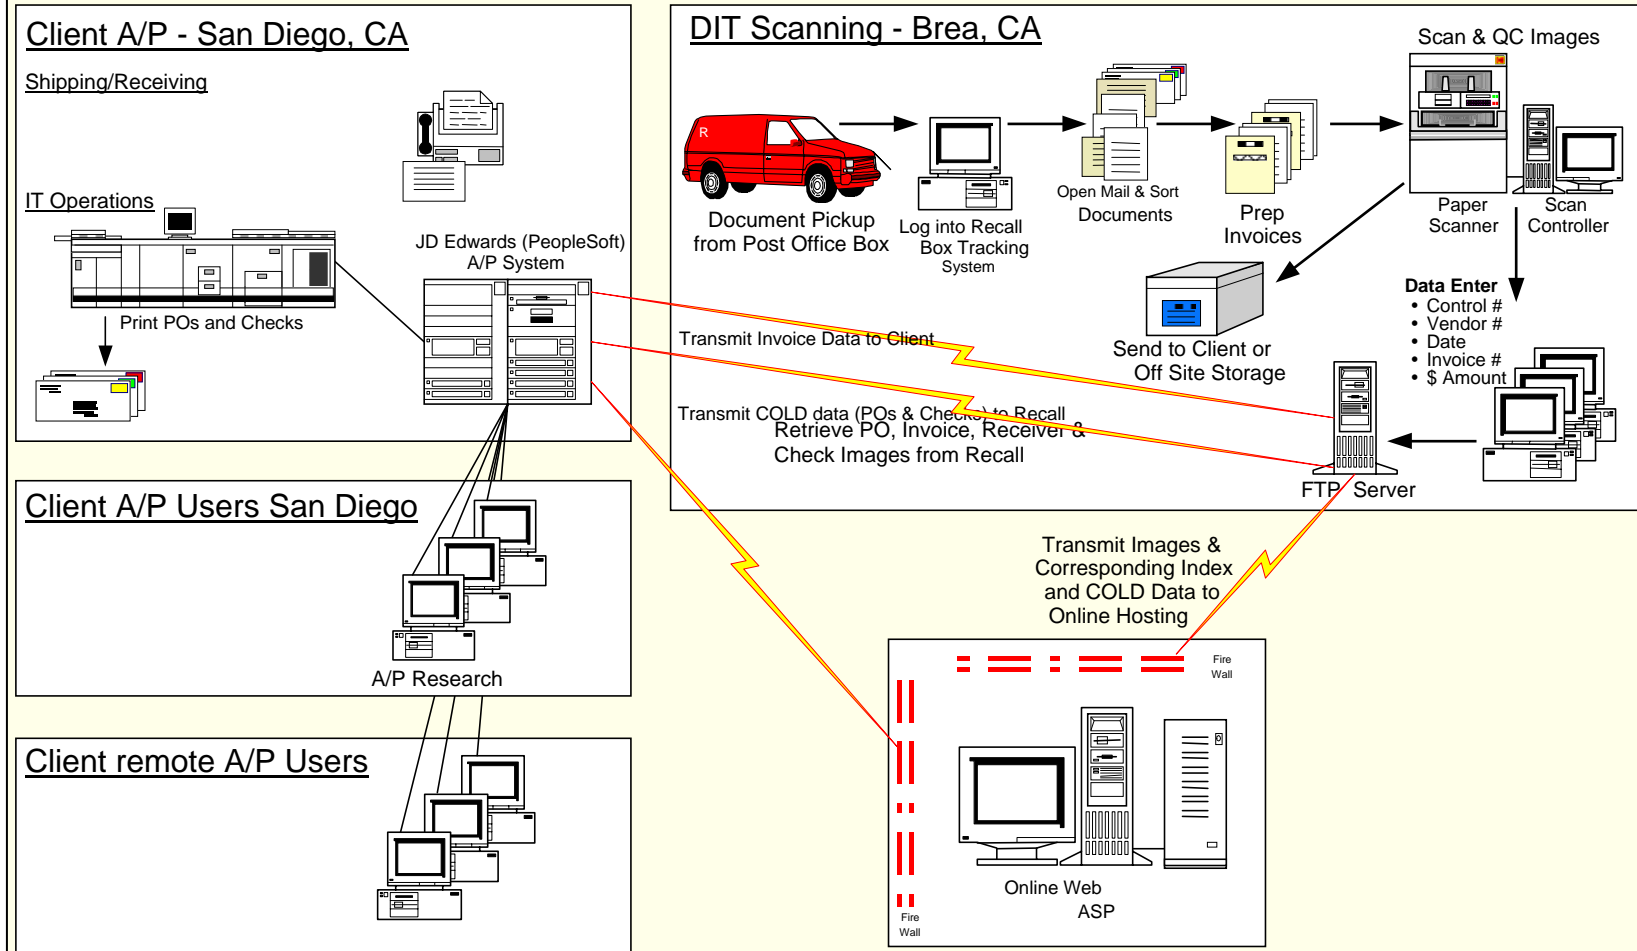 Client A/P - San Diego, CA
Shipping/Receiving
IT Operations
Print POs and Checks
JD Edwards (PeopleSoft)
A/P System
DIT Scanning - Brea, CA
R
Document Pickup
from Post Office Box
Log into Recall
Box Tracking
System
Open Mail & Sort
Documents
Prep
Invoices
Scan & QC Images
Paper
Scanner
Scan
Controller
Data Enter
• Control #
• Vendor #
• Date
• Invoice #
• $ Amount
Send to Client or
Off Site Storage
Transmit Invoice Data to Client
Transmit COLD data (POs & Checks) to Recall
Retrieve PO, Invoice, Receiver &
Check Images from Recall
FTP Server
Client A/P Users San Diego
A/P Research
Client remote A/P Users
Transmit Images &
Corresponding Index
and COLD Data to
Online Hosting
Fire
Wall
Online Web
ASP
Fire
Wall